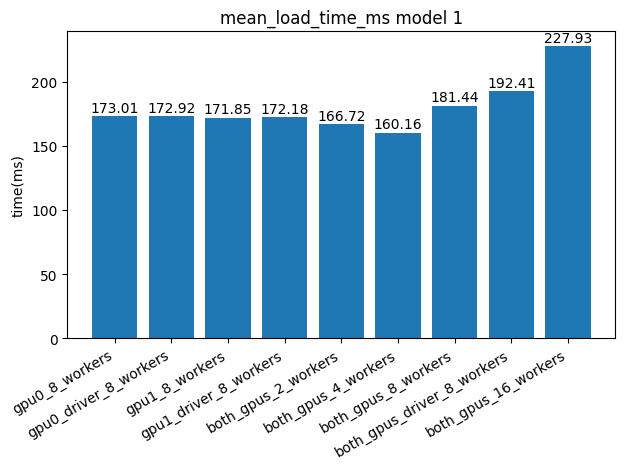 mean_load_time_ms model 1
time(ms)
200
150
100
50
0
173.01
172.92
171.85
172.18
166.72
160.16
181.44
192.41
227.93
gpu0_8_workers
gpu0_driver_8_workers
gpu1_8_workers
gpu1_driver_8_workers
both_gpus_2_workers
both_gpus_4_workers
both_gpus_8_workers
both_gpus_driver_8_workers
both_gpus_16_workers